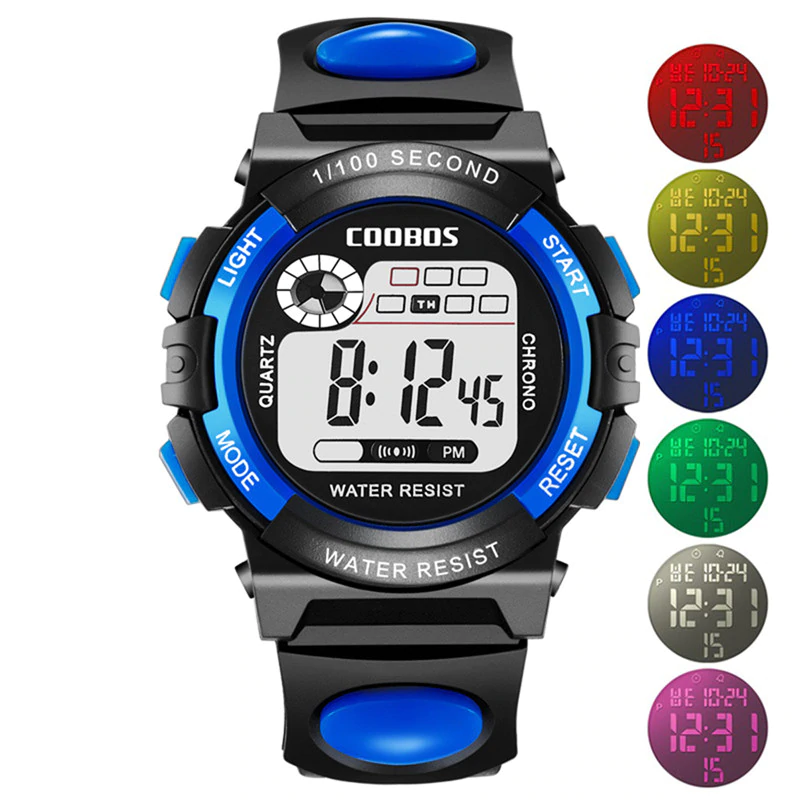 1/100 SECOND
COOBOS
LIGHT
START
TH
QUARTZ
CHRONO
8:12 45
PM
MODE
RESET
WATER RESIST
WATER RESIST
WE 10-24
12:31
15
P
WE 10-24
12:31
15
WE 10-24
12:31
15
WE 10-24
12:31
15
P
WE 10-24
12:31
15
P
WE 10-24
12:31
15